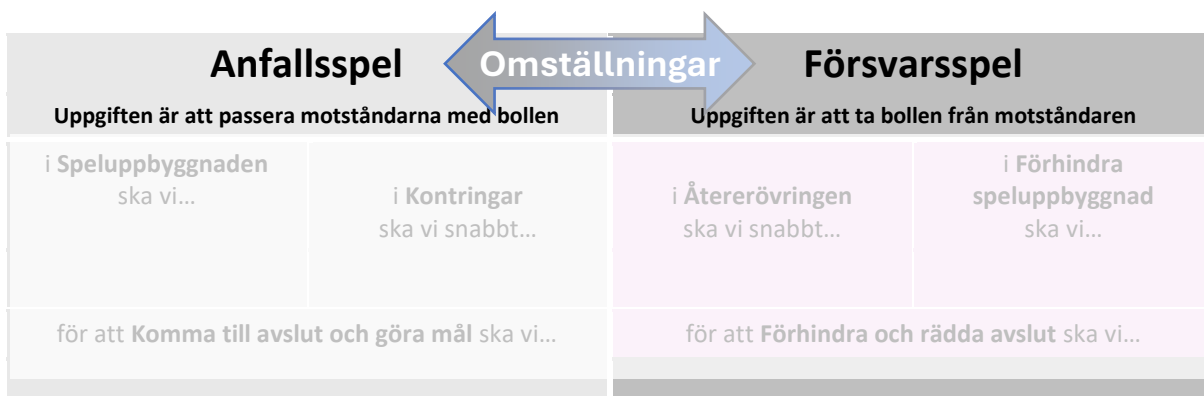 Anfallsspel
Omställningar
Försvarsspel
Uppgiften är att passera motståndarna med bollen
Uppgiften är att ta bollen från motståndaren
i Speluppbyggnaden
ska vi...
i Kontringar
ska vi snabbt...
i Återerövringen
ska vi snabbt...
i Förhindra
speluppbyggnad
ska vi...
för att Komma till avslut och göra mål ska vi...
för att Förhindra och rädda avslut ska vi...